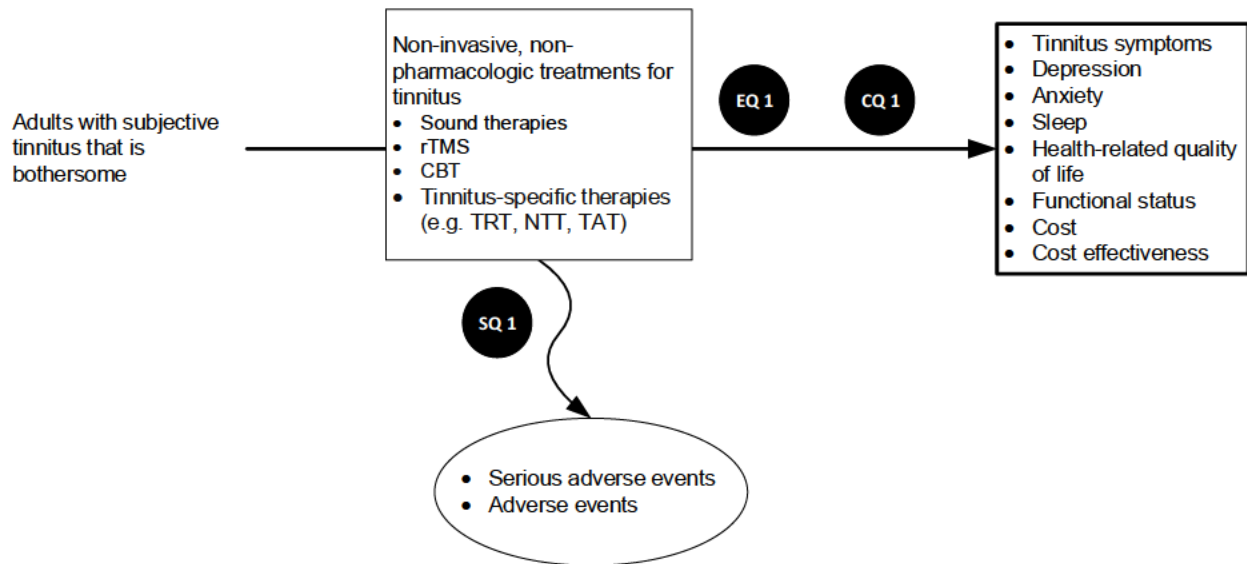 Adults with subjective
tinnitus that is
bothersome
Non-invasive, non-
pharmacologic treatments for
tinnitus
• Sound therapies
• rTMS
• CBT
• Tinnitus-specific therapies
(e.g. TRT, NTT, TAT)
EQ 1
CQ 1
• Tinnitus symptoms
• Depression
• Anxiety
• Sleep
• Health-related quality
of life
• Functional status
• Cost
• Cost effectiveness
SQ 1
• Serious adverse events
• Adverse events